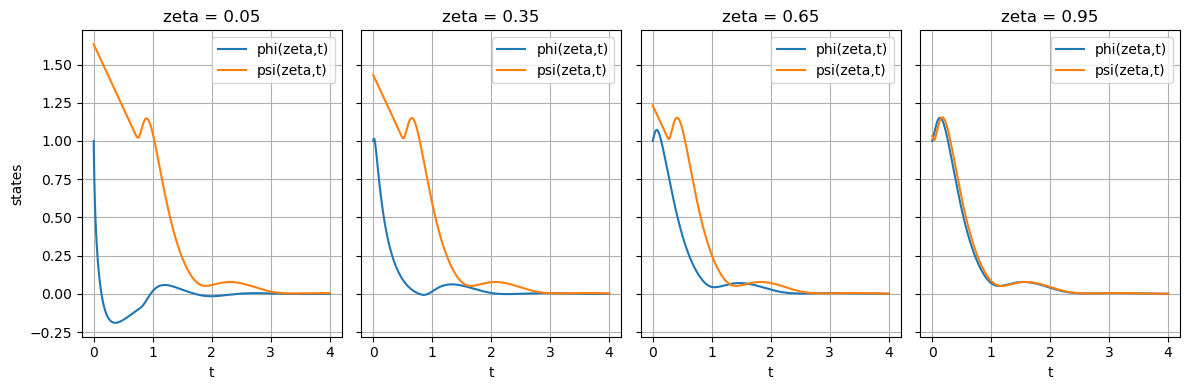 zeta = 0.05
zeta = 0.35
zeta = 0.65
zeta = 0.95
phi(zeta,t)
psi(zeta,t)
phi(zeta,t)
psi(zeta,t)
phi(zeta,t)
psi(zeta,t)
phi(zeta,t)
psi(zeta,t)
states
1.50
1.25
1.00
0.75
0.50
0.25
0.00
−0.25
0 1 2 3 4
0 1 2 3 4
0 1 2 3 4
0 1 2 3 4
t
t
t
t